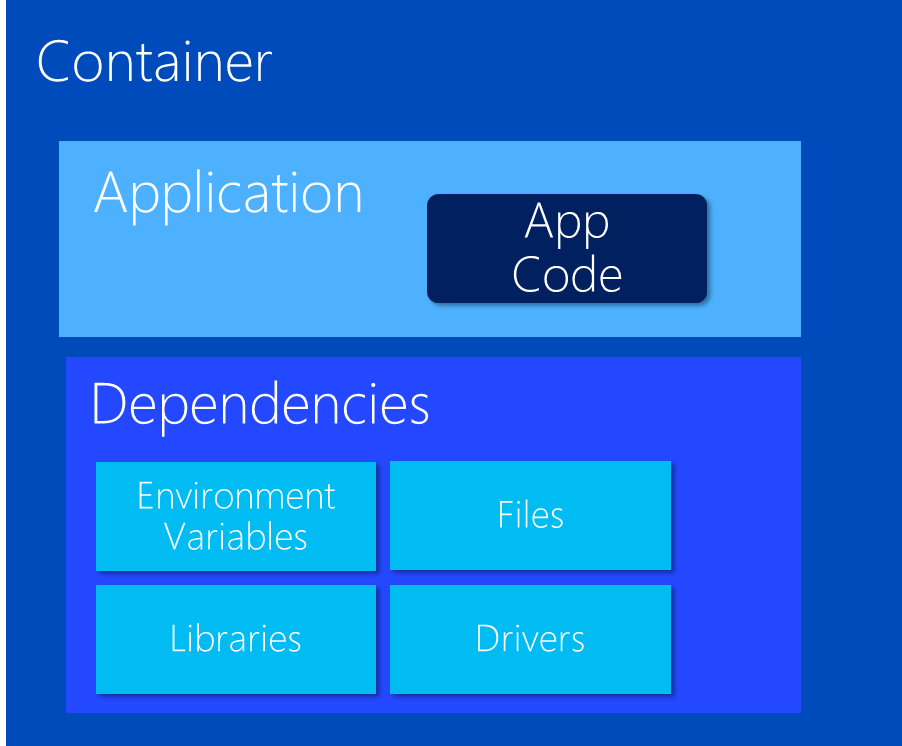 Container
Application
App
Code
Dependencies
Environment
Variables
Files
Libraries
Drivers